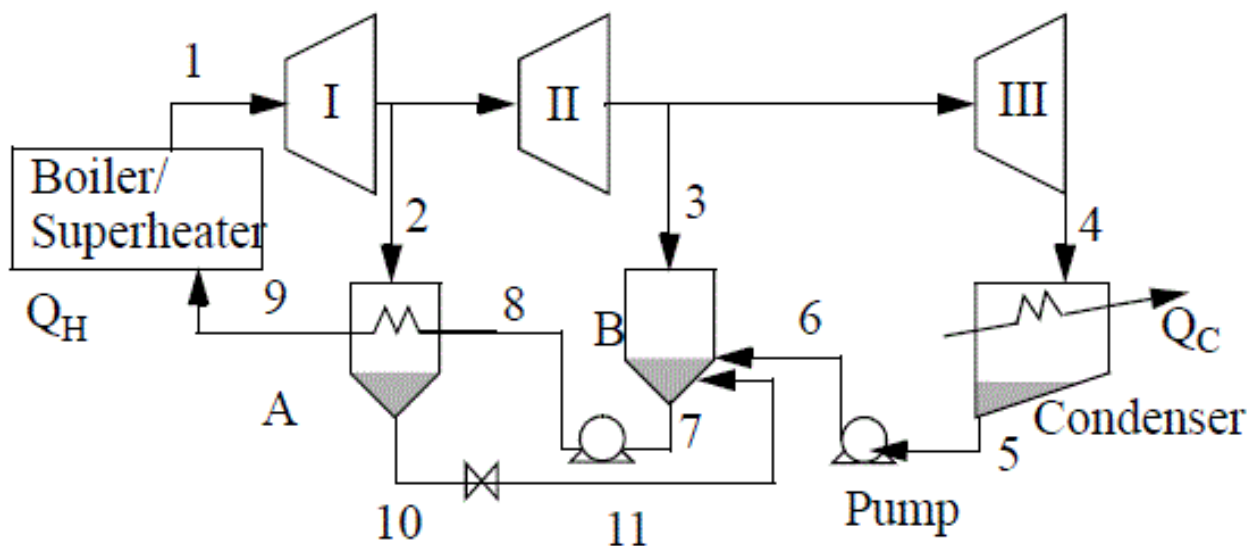 1
I
II
III
Boiler/
Superheater
2
3
4
Q_H
9
8
B
6
Q_C
A
7
5
Condenser
10
11
Pump